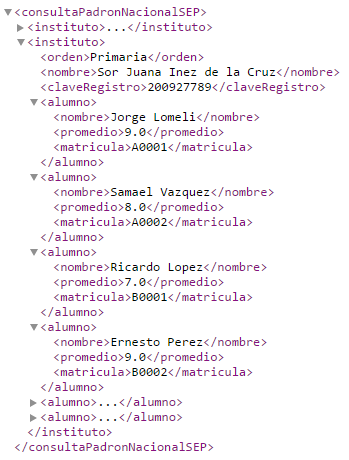 <consultaPadronNacionalSEP>
<instituto>...</instituto>
<instituto>
<orden>Primaria</orden>
<nombre>Sor Juana Inez de la Cruz</nombre>
<claveRegistro>200927789</claveRegistro>
<alumno>
<nombre>Jorge Lomeli</nombre>
<promedio>9.0</promedio>
<matricula>A0001</matricula>
</alumno>
<alumno>
<nombre>Samael Vazquez</nombre>
<promedio>8.0</promedio>
<matricula>A0002</matricula>
</alumno>
<alumno>
<nombre>Ricardo Lopez</nombre>
<promedio>7.0</promedio>
<matricula>B0001</matricula>
</alumno>
<alumno>
<nombre>Ernesto Perez</nombre>
<promedio>9.0</promedio>
<matricula>B0002</matricula>
</alumno>
<alumno>...</alumno>
<alumno>...</alumno>
</instituto>
</consultaPadronNacionalSEP>